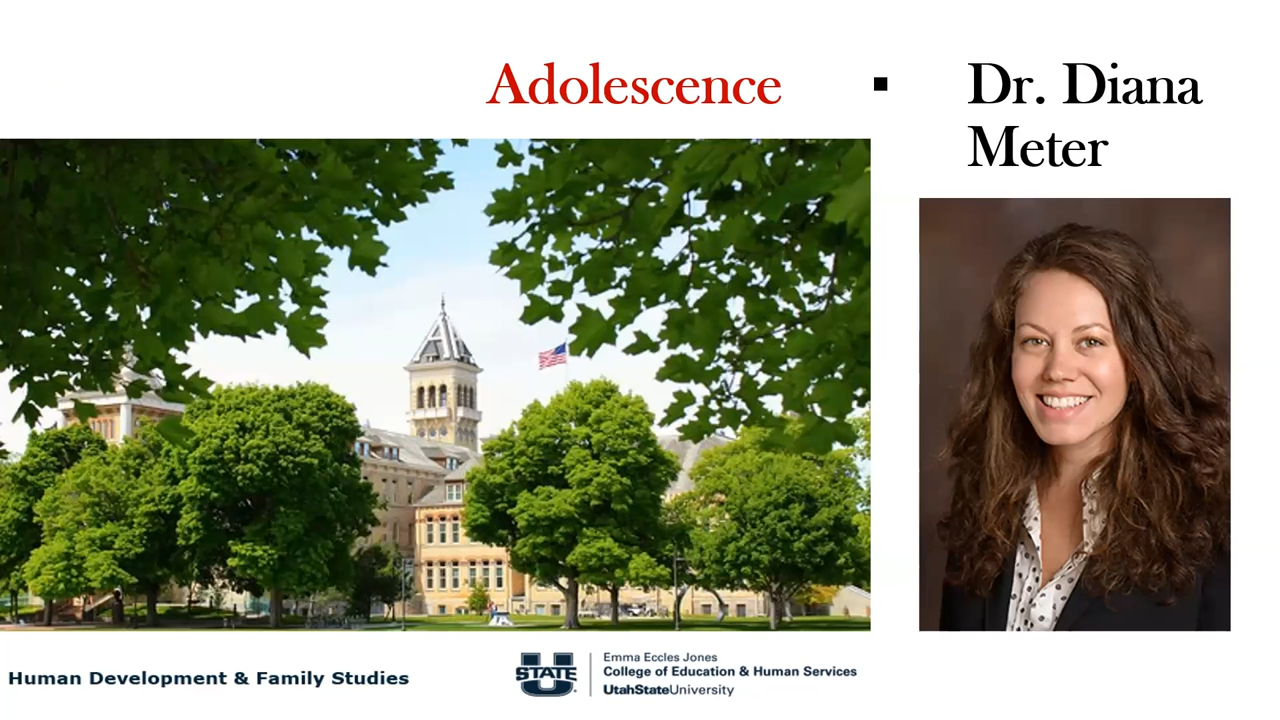 Adolescence
▪ Dr. Diana
Meter
Human Development & Family Studies
U
STATE
Emma Eccles Jones
College of Education & Human Services
UtahStateUniversity